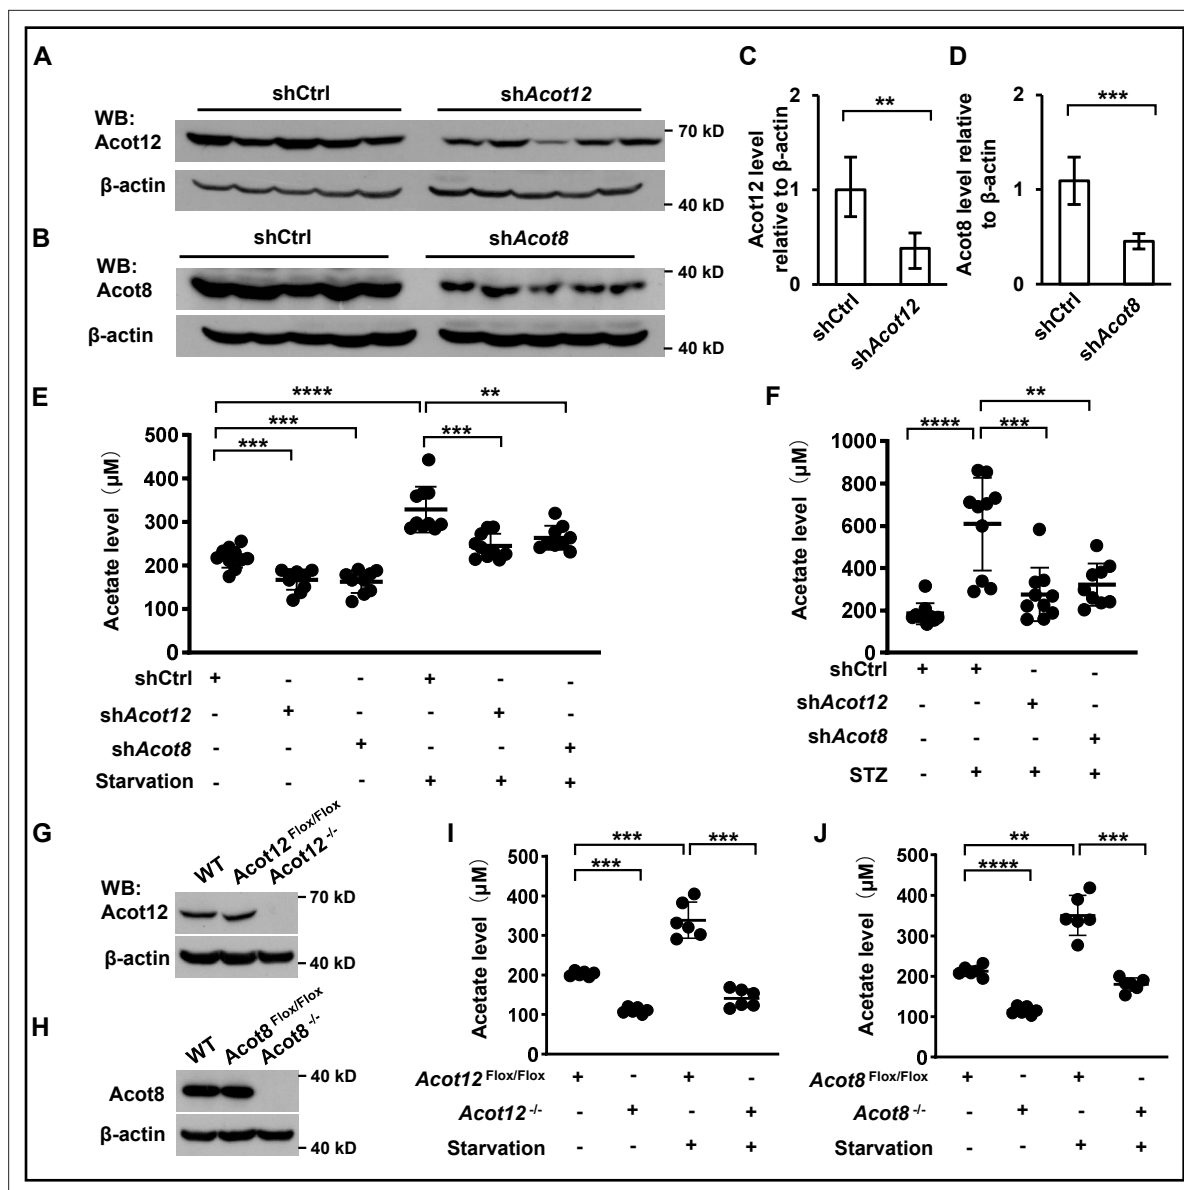 A
shCtrl
shAcot12
WB:
Acot12
70 kD
β-actin
40 kD
B
shCtrl
shAcot8
WB:
Acot8
40 kD
β-actin
40 kD
C
Acot12 level
relative to β-actin
2
1
0
**
shCtrl
shAcot12
D
Acot8 level relative
to β-actin
2
1
0
***
shCtrl
shAcot8
E
Acetate level (μM)
500
400
300
200
100
0
****
***
***
**
***
shCtrl + - - + - -
shAcot12 - + - - + -
shAcot8 - - + - - +
Starvation - - - + + +
F
Acetate level (μM)
1000
800
600
400
200
0
**
****
***
shCtrl + + - -
shAcot12 - - + -
shAcot8 - - - +
STZ - + + +
G
WT
Acot12 Flox/Flox
Acot12 -/-
WB:
Acot12
70 kD
β-actin
40 kD
H
WT
Acot8 Flox/Flox
Acot8 -/-
Acot8
40 kD
β-actin
40 kD
I
Acetate level (μM)
500
400
300
200
100
0
***
***
***
Acot12 Flox/Flox + - + -
Acot12 -/- - + - +
Starvation - - + +
J
Acetate level (μM)
500
400
300
200
100
0
**
***
****
Acot8 Flox/Flox + - + -
Acot8 -/- - + - +
Starvation - - + +